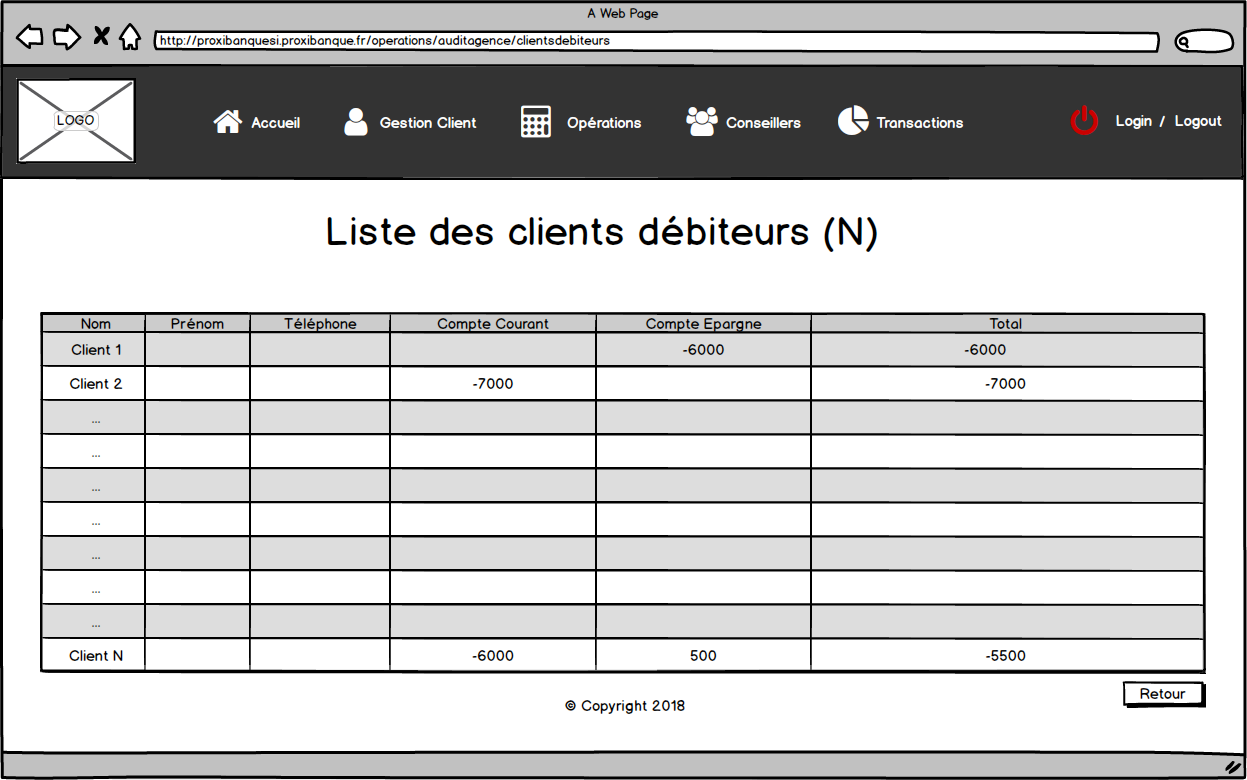 A Web Page
http://proxibanquesi.proxibanque.fr/operations/auditagence/clientsdebiteurs
LOGO
Accueil
Gestion Client
Opérations
Conseillers
Transactions
Login / Logout
Liste des clients débiteurs (N)
Nom Prénom Téléphone Compte Courant Compte Epargne Total
Client 1 -6000 -6000
Client 2 -7000 -7000
...
...
...
...
...
...
...
Client N -6000 500 -5500
Retour
© Copyright 2018